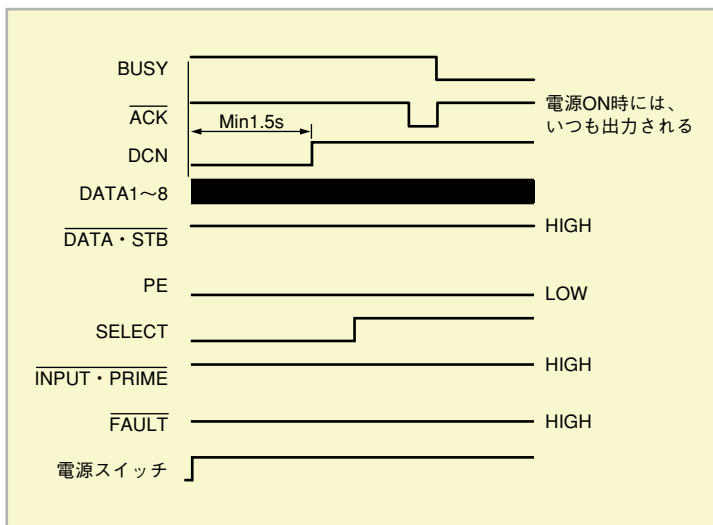 BUSY
ACK
電源ON時には、
いつも出力される
Min1.5s
DCN
DATA1～8
DATA・STB
HIGH
PE
LOW
SELECT
INPUT・PRIME
HIGH
FAULT
HIGH
電源スイッチ